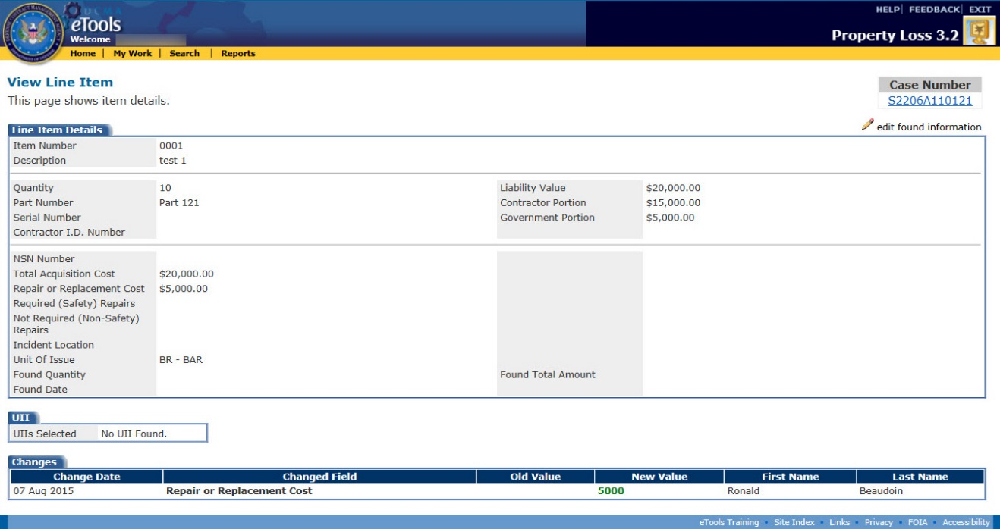 DCMA
HELP | FEEDBACK | EXIT
eTools
Welcome
Property Loss 3.2
Home | My Work | Search | Reports
View Line Item
This page shows item details.
Case Number
S2206A110121
Line Item Details
edit found information
Item Number 0001
Description test 1
Quantity 10 Liability Value $20,000.00
Part Number Part 121 Contractor Portion $15,000.00
Serial Number Government Portion $5,000.00
Contractor I.D. Number
NSN Number
Total Acquisition Cost $20,000.00
Repair or Replacement Cost $5,000.00
Required (Safety) Repairs
Not Required (Non-Safety)
Repairs
Incident Location
Unit Of Issue BR - BAR
Found Quantity Found Total Amount
Found Date
UII
UIIs Selected No UII Found.
Changes
Change Date Changed Field Old Value New Value First Name Last Name
07 Aug 2015 Repair or Replacement Cost 5000 Ronald Beaudoin
eTools Training • Site Index • Links • Privacy • FOIA • Accessibility